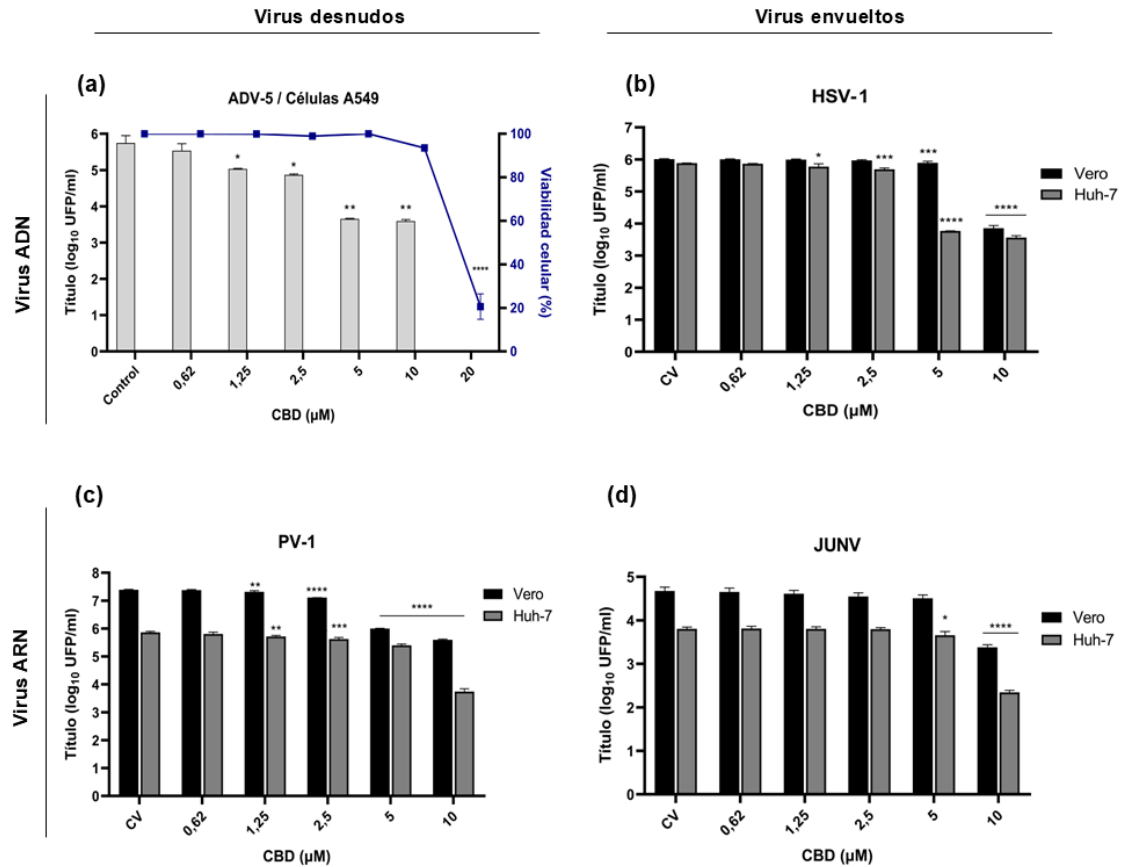 Virus desnudos
Virus envueltos
Virus ADN
(a)
ADV-5 / Células A549
Título (log10 UFP/ml)
6
5
4
3
2
1
0
* * ** ** ****
100
80
60
40
20
0
Viabilidad celular (%)
Control 0,62 1,25 2,5 5 10 20
CBD (µM)
(b)
HSV-1
Título (log10 UFP/ml)
7
6
5
4
3
2
1
0
* *** *** **** ****
Vero
Huh-7
CV 0,62 1,25 2,5 5 10
CBD (µM)
Virus ARN
(c)
PV-1
Título (log10 UFP/ml)
8
7
6
5
4
3
2
1
0
** ** **** *** ****
Vero
Huh-7
CV 0,62 1,25 2,5 5 10
CBD (µM)
(d)
JUNV
Título (log10 UFP/ml)
5
4
3
2
1
0
* ****
Vero
Huh-7
CV 0,62 1,25 2,5 5 10
CBD (µM)